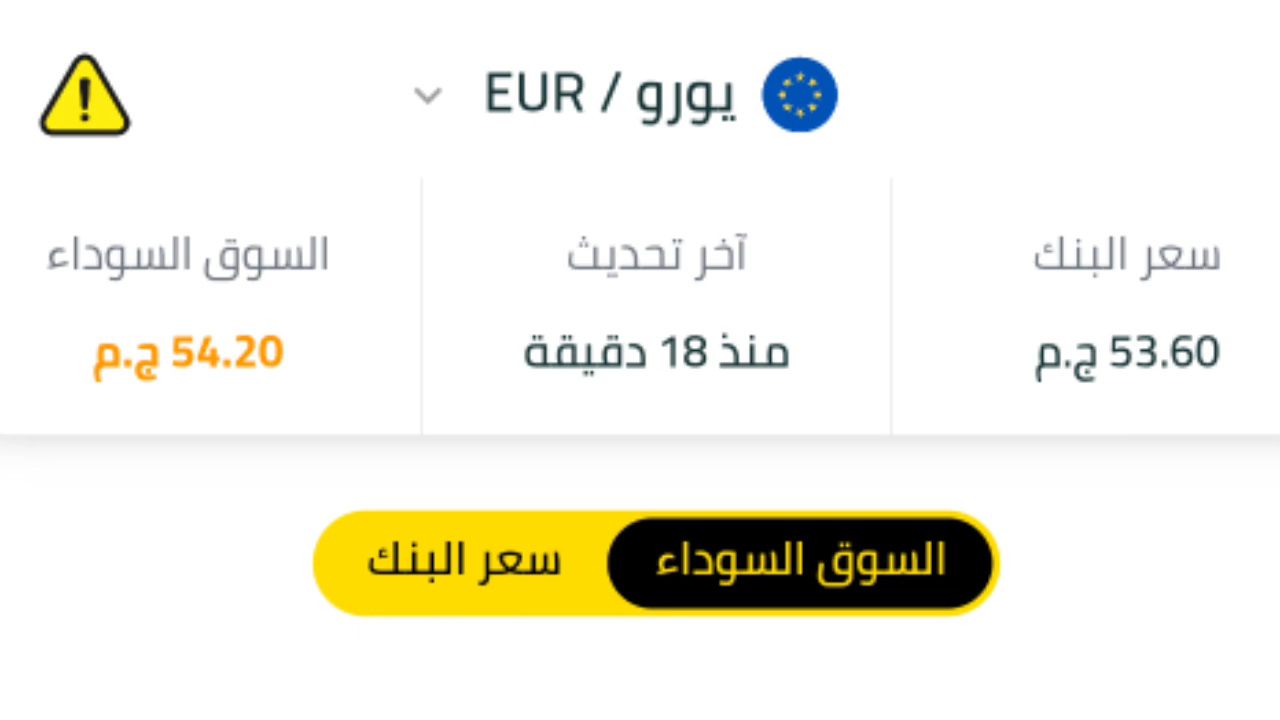 يورو / EUR
سعر البنك
53.60 ج.م
آخر تحديث
منذ 18 دقيقة
السوق السوداء
54.20 ج.م
السوق السوداء
سعر البنك